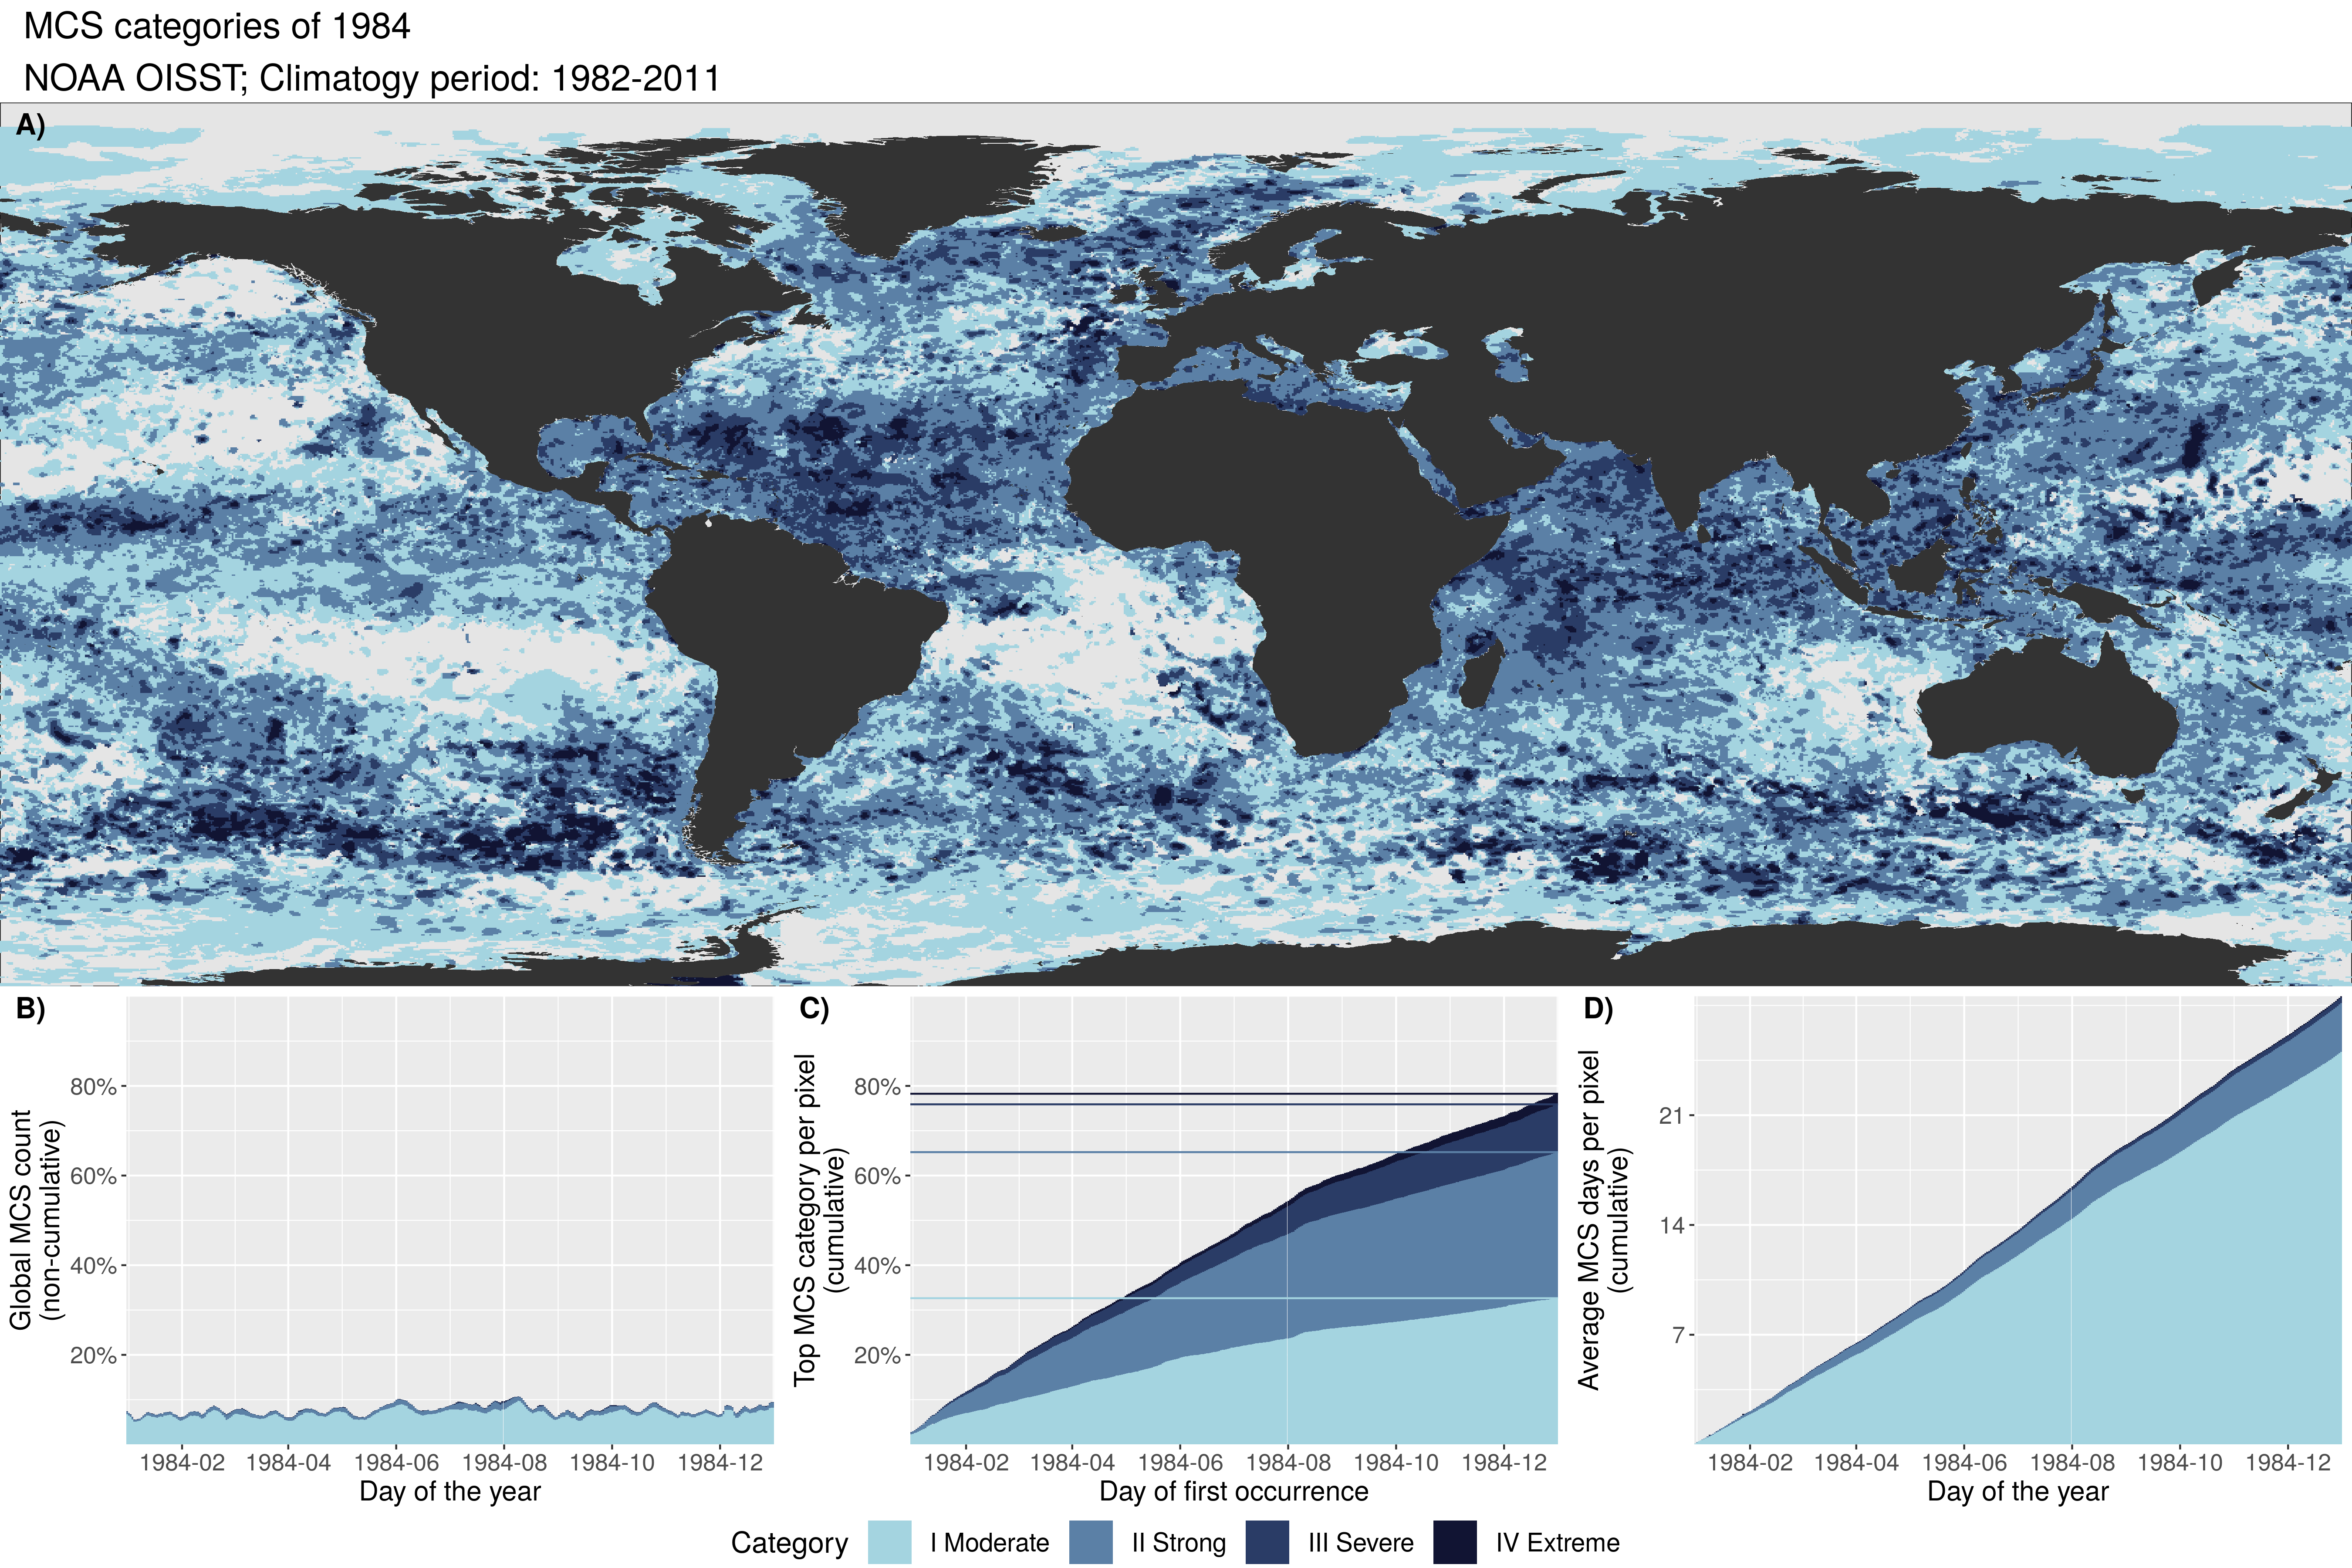 MCS categories of 1984
NOAA OISST; Climatogy period: 1982-2011
A)
B)
Global MCS count
(non-cumulative)
80%
60%
40%
20%
1984-02 1984-04 1984-06 1984-08 1984-10 1984-12
Day of the year
C)
Top MCS category per pixel
(cumulative)
80%
60%
40%
20%
1984-02 1984-04 1984-06 1984-08 1984-10 1984-12
Day of first occurrence
D)
Average MCS days per pixel
(cumulative)
21
14
7
1984-02 1984-04 1984-06 1984-08 1984-10 1984-12
Day of the year
Category I Moderate II Strong III Severe IV Extreme